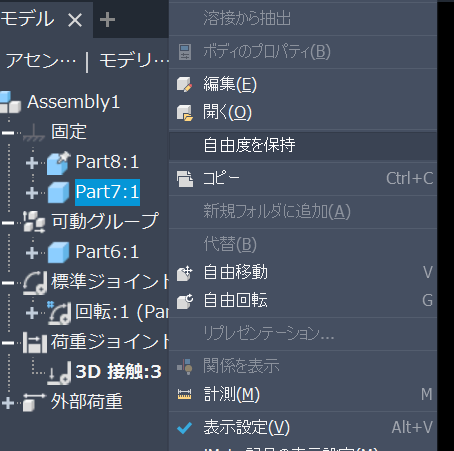 モデル × +
アセン… | モデリ…
Assembly1
固定
Part8:1
Part7:1
可動グループ
Part6:1
標準ジョイント
回転:1 (Par
荷重ジョイント
3D 接触:3
外部荷重
溶接から抽出
ボディのプロパティ(B)
編集(E)
開く(O)
自由度を保持
コピー Ctrl+C
新規フォルダに追加(A)
代替(B)
自由移動 V
自由回転 G
リプレゼンテーション...
関係を表示
計測(M) M
表示設定(V) Alt+V